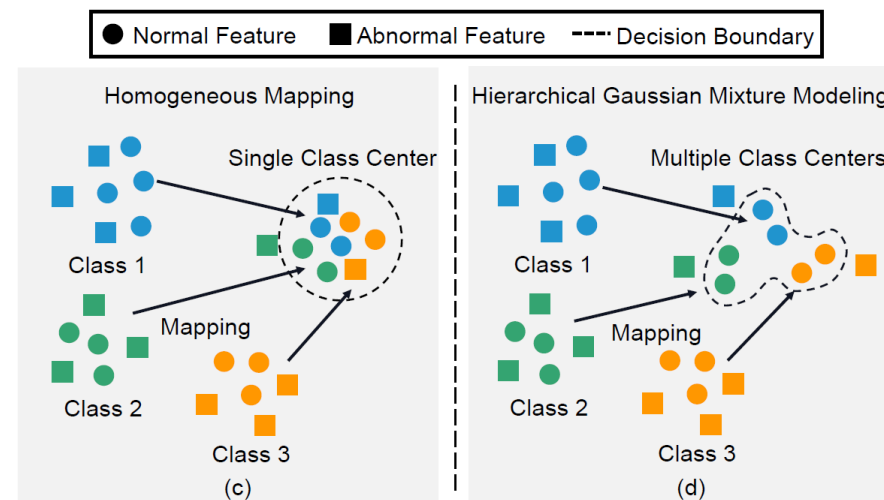 Normal Feature Abnormal Feature Decision Boundary
Homogeneous Mapping
Single Class Center
Class 1
Mapping
Class 2
Class 3
(c)
Hierarchical Gaussian Mixture Modeling
Multiple Class Centers
Class 1
Mapping
Class 2
Class 3
(d)